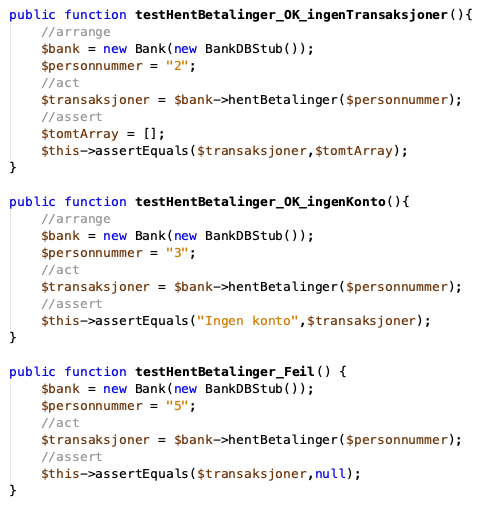 public function testHentBetalinger_OK_ingenTransaksjoner(){
    //arrange
    $bank = new Bank(new BankDBStub());
    $personnummer = "2";
    //act
    $transaksjoner = $bank->hentBetalinger($personnummer);
    //assert
    $tomtArray = [];
    $this->assertEquals($transaksjoner,$tomtArray);
}

public function testHentBetalinger_OK_ingenKonto(){
    //arrange
    $bank = new Bank(new BankDBStub());
    $personnummer = "3";
    //act
    $transaksjoner = $bank->hentBetalinger($personnummer);
    //assert
    $this->assertEquals("Ingen konto",$transaksjoner);
}

public function testHentBetalinger_Feil() {
    $bank = new Bank(new BankDBStub());
    $personnummer = "5";
    //act
    $transaksjoner = $bank->hentBetalinger($personnummer);
    //assert
    $this->assertEquals($transaksjoner,null);
}